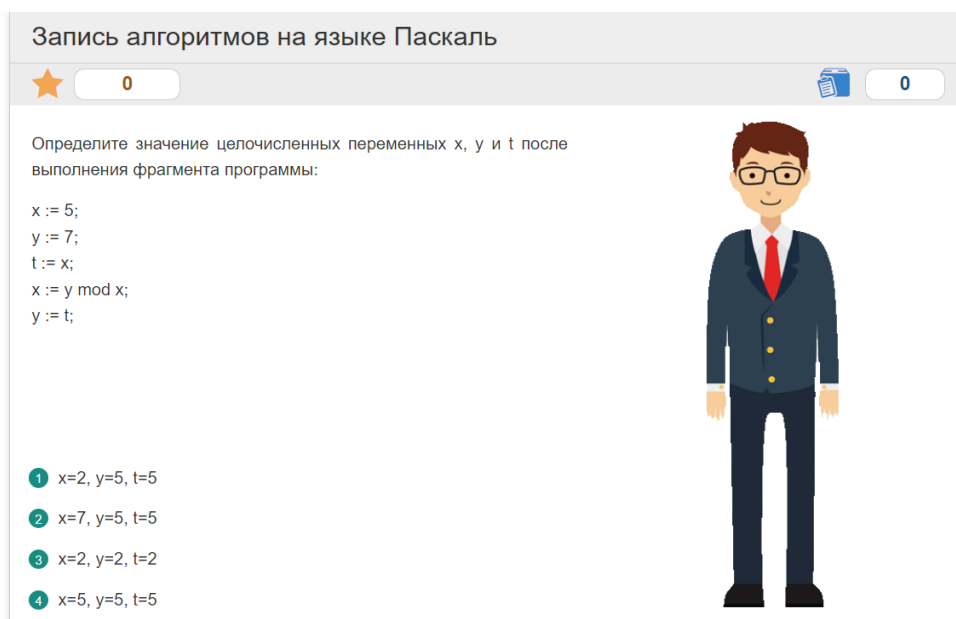 Запись алгоритмов на языке Паскаль
0
0
Определите значение целочисленных переменных x, y и t после
выполнения фрагмента программы:
x := 5;
y := 7;
t := x;
x := y mod x;
y := t;
1 x=2, y=5, t=5
2 x=7, y=5, t=5
3 x=2, y=2, t=2
4 x=5, y=5, t=5